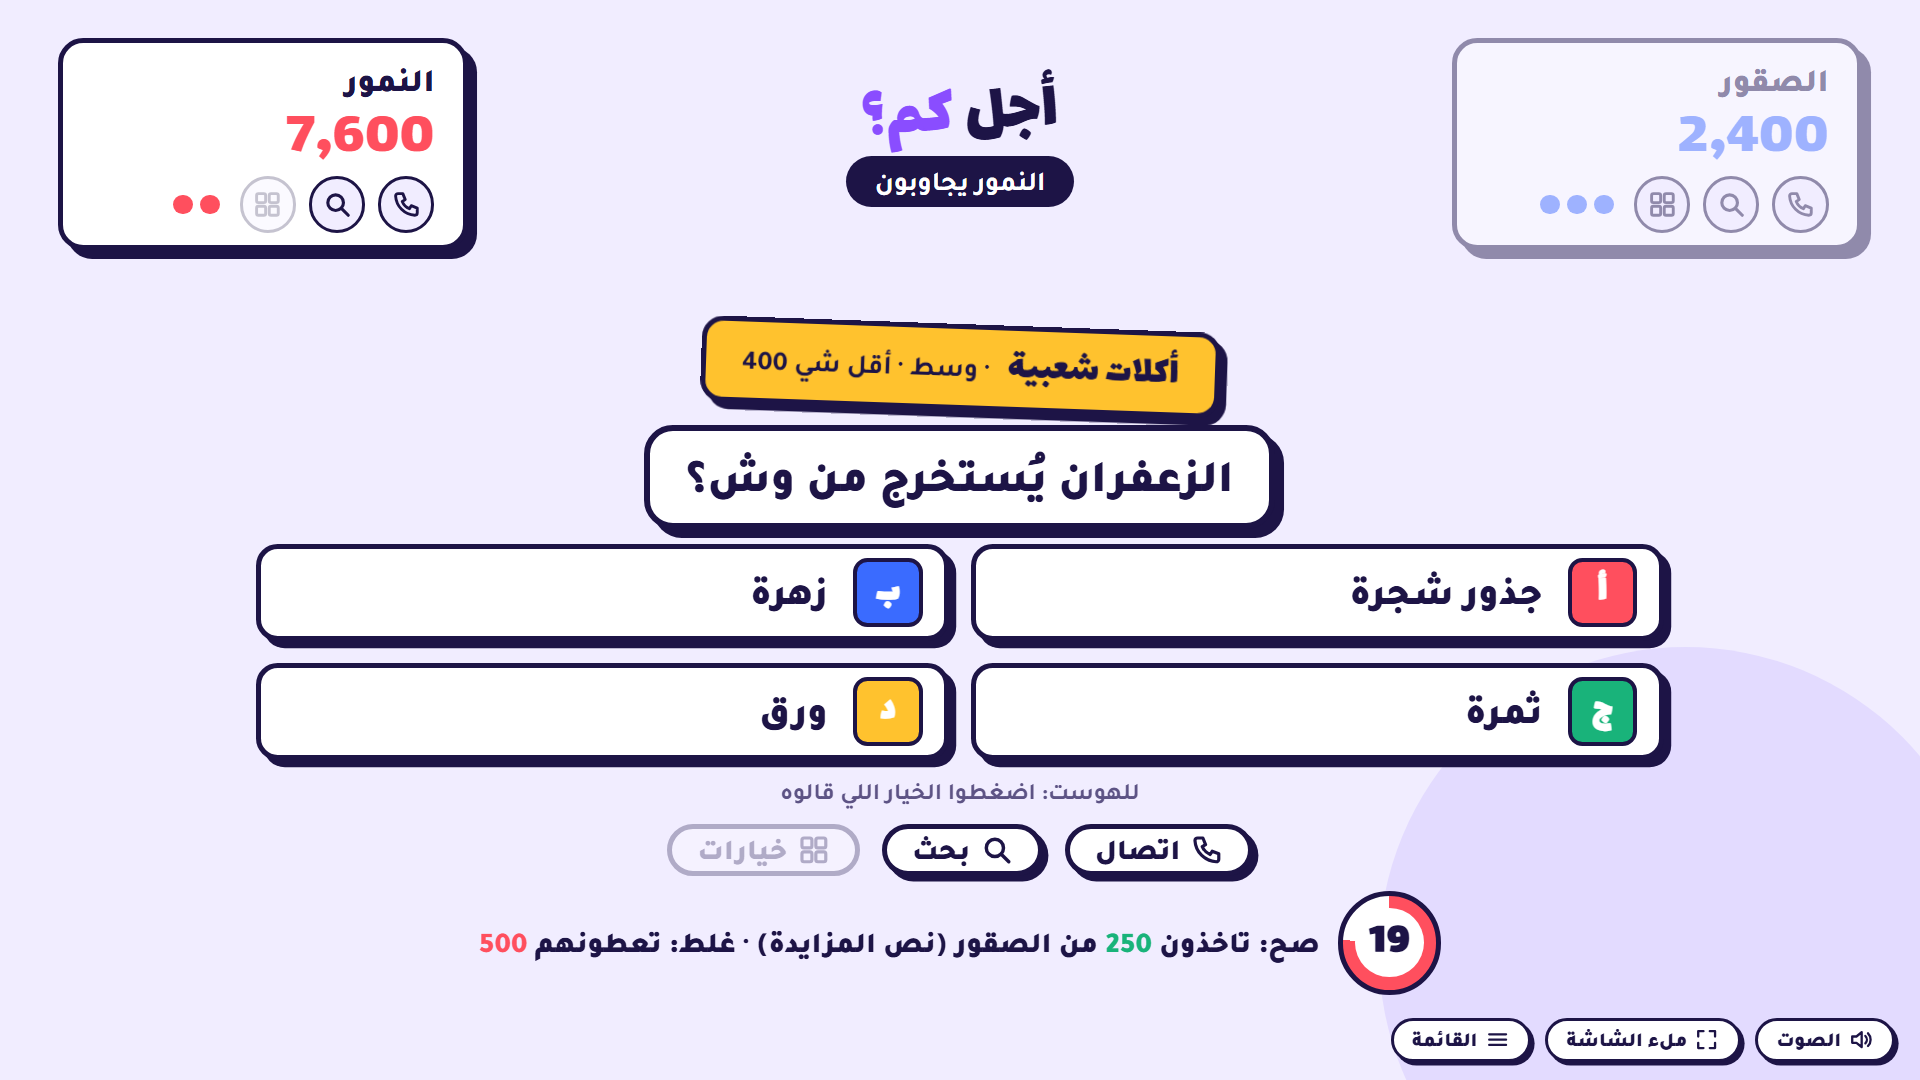 الصقور
2,400
أجل كم؟
النمور يجاوبون
النمور
7,600
أكلات شعبية · وسط · أقل شي 400
الزعفران يُستخرج من وش؟
أ جذور شجرة
ب زهرة
ج ثمرة
د ورق
للهوست: اضغطوا الخيار اللي قالوه
اتصال
بحث
خيارات
19
صح: تاخذون 250 من الصقور (نص المزايدة) · غلط: تعطونهم 500
الصوت
ملء الشاشة
القائمة